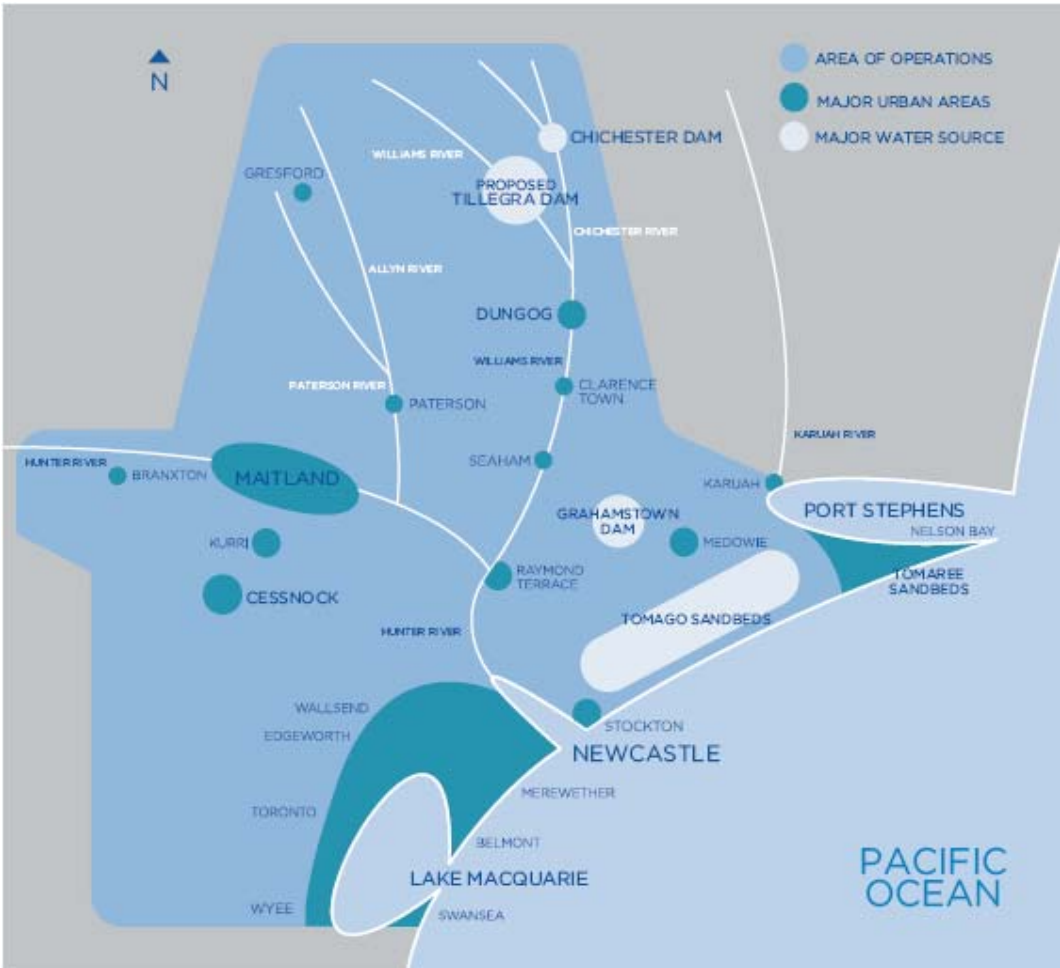 N
AREA OF OPERATIONS
MAJOR URBAN AREAS
MAJOR WATER SOURCE
CHICHESTER DAM
WILLIAMS RIVER
GRESFORD
PROPOSED
TILLEGRA DAM
CHICHESTER RIVER
ALLYN RIVER
DUNGOG
WILLIAMS RIVER
PATERSON RIVER
CLARENCE
TOWN
PATERSON
KARUAH RIVER
HUNTER RIVER
BRANXTON
MAITLAND
SEAHAM
KARUAH
PORT STEPHENS
NELSON BAY
GRAHAMSTOWN
DAM
KURRI
MEDOWIE
RAYMOND
TERRACE
TOMAREE
SANDBEDS
CESSNOCK
TOMAGO SANDBEDS
HUNTER RIVER
WALLSEND
EDGEWORTH
STOCKTON
NEWCASTLE
MEREWETHER
TORONTO
BELMONT
LAKE MACQUARIE
WYEE
SWANSEA
PACIFIC
OCEAN